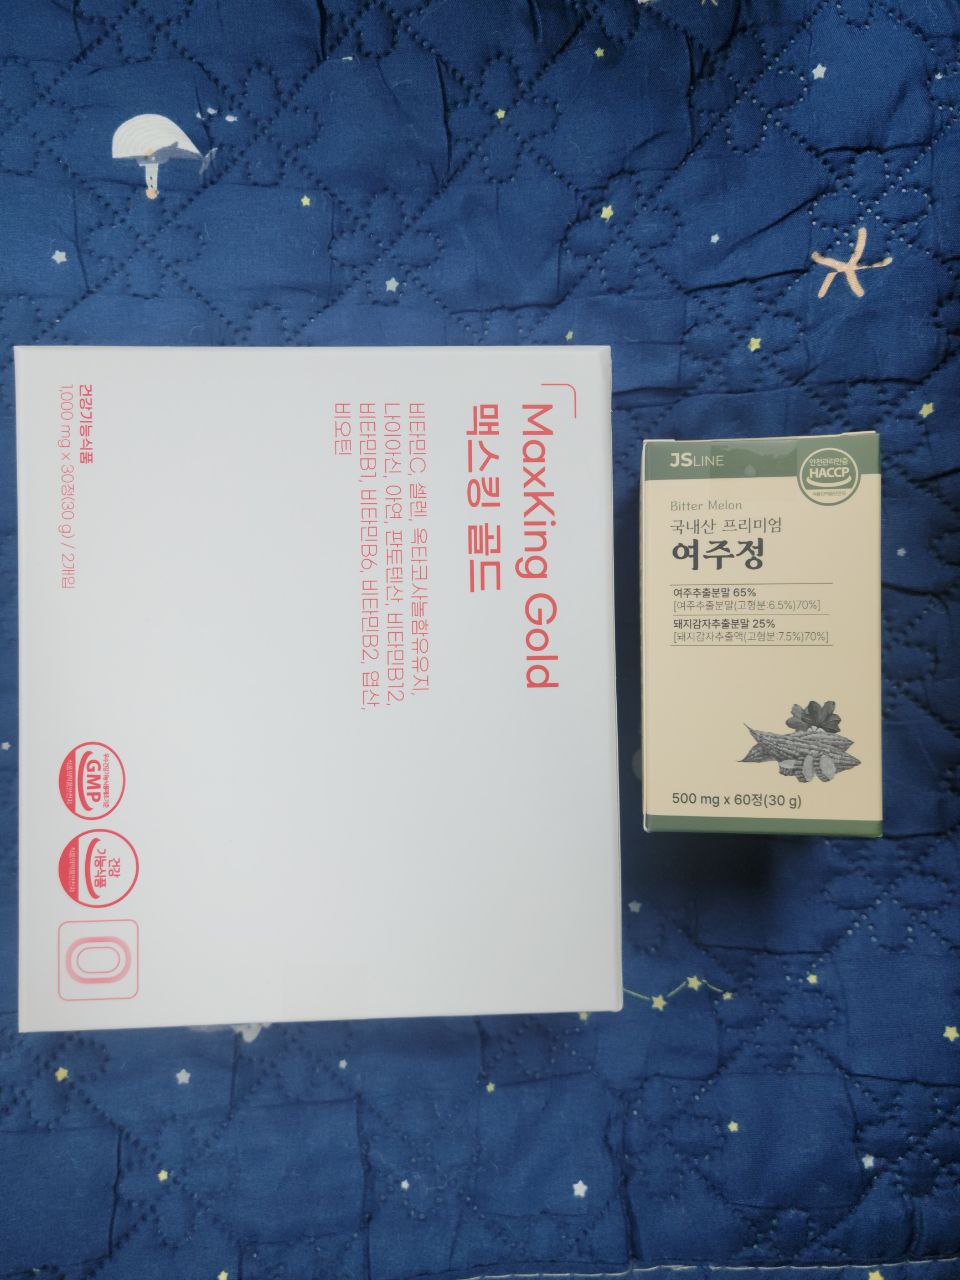 MaxKing Gold
맥스킹 골드
비타민C, 셀렌, 옥타코사놀함유유지,
나이아신, 아연, 판토텐산, 비타민B12,
비타민B1, 비타민B6, 비타민B2, 엽산,
비오틴
건강기능식품
1,000 mg x 30정(30 g) / 2개입
GMP
건강
기능식품
JSLINE
안전관리인증
HACCP
Bitter Melon
국내산 프리미엄
여주정
여주추출분말 65%
[여주추출분말(고형분:6.5%)70%]
돼지감자추출분말 25%
[돼지감자추출액(고형분:7.5%)70%]
500 mg x 60정(30 g)